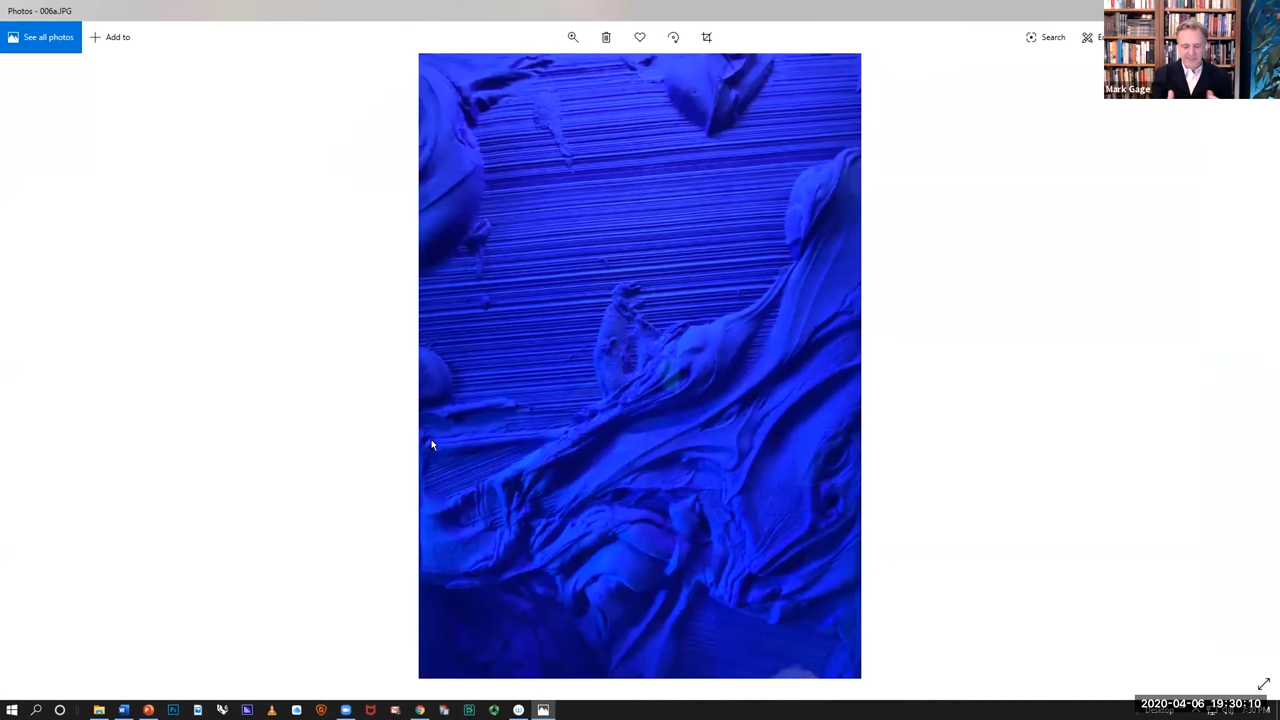 Photos - 006a.JPG
See all photos
Add to
Search
Mark Gage
2020-04-06 19:30:10